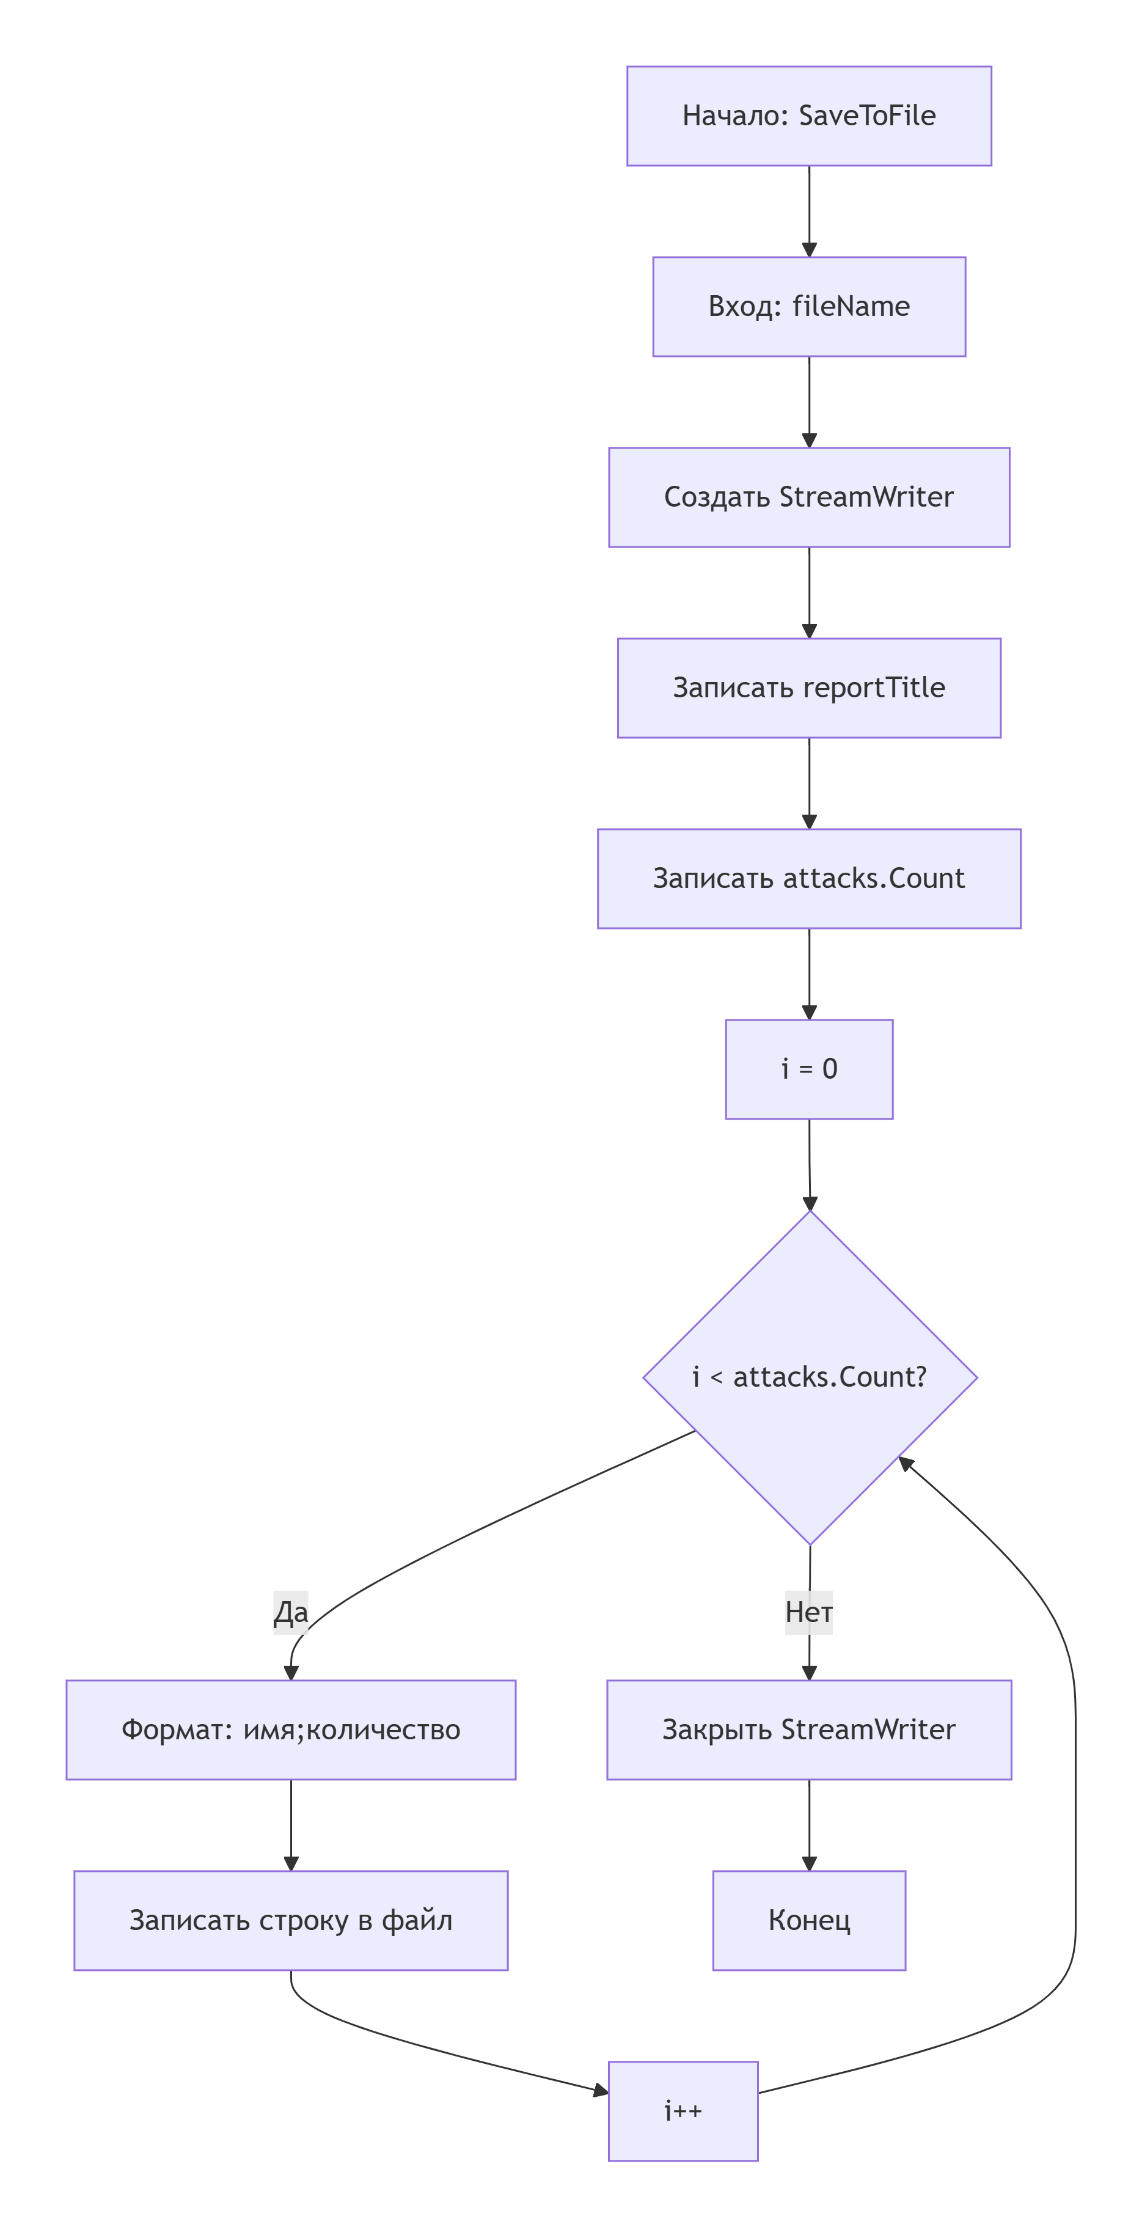 Начало: SaveToFile
Вход: fileName
Создать StreamWriter
Записать reportTitle
Записать attacks.Count
i = 0
i < attacks.Count?
Да
Нет
Формат: имя;количество
Закрыть StreamWriter
Записать строку в файл
Конец
i++